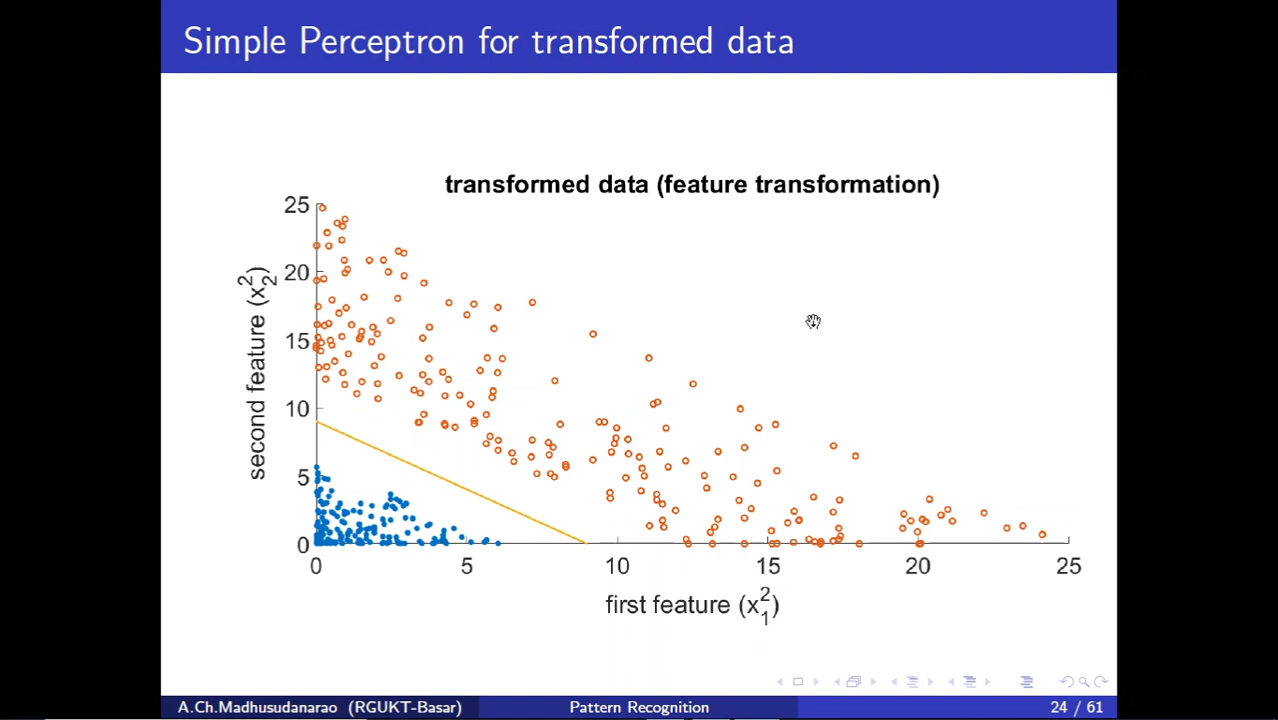 Simple Perceptron for transformed data
transformed data (feature transformation)
25
20
15
10
5
0
second feature (x₂²)
0 5 10 15 20 25
first feature (x₁²)
A.Ch.Madhusudanarao (RGUKT-Basar) Pattern Recognition 24 / 61